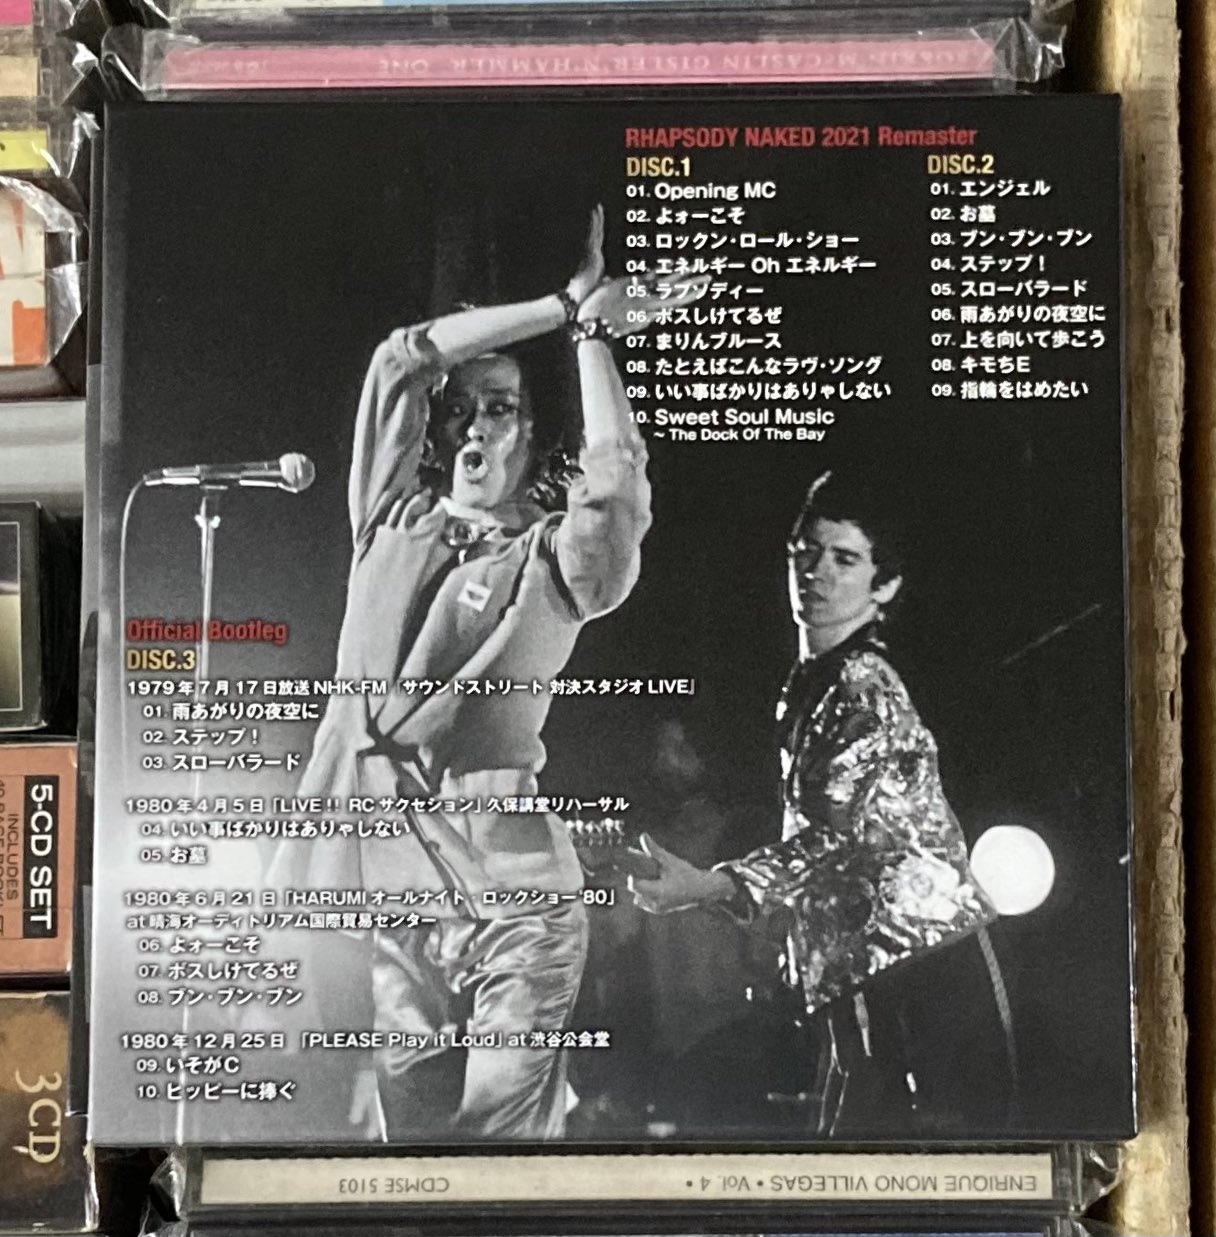 ROBBIN McCASLIN GISLER 'N' HAMMER ONE
RHAPSODY NAKED 2021 Remaster
DISC.1
01. Opening MC
02. よォーこそ
03. ロックン・ロール・ショー
04. エネルギー Oh エネルギー
05. ラプソディー
06. ボスしけてるぜ
07. まりんブルース
08. たとえばこんなラヴ・ソング
09. いい事ばかりはありゃしない
10. Sweet Soul Music
~ The Dock Of The Bay
DISC.2
01. エンジェル
02. お墓
03. ブン・ブン・ブン
04. ステップ！
05. スローバラード
06. 雨あがりの夜空に
07. 上を向いて歩こう
08. キモちE
09. 指輪をはめたい
Official Bootleg
DISC.3
1979年7月17日放送 NHK-FM「サウンドストリート 対決スタジオ LIVE」
01. 雨あがりの夜空に
02. ステップ！
03. スローバラード
1980年4月5日「LIVE!! RCサクセション」久保講堂リハーサル
04. いい事ばかりはありゃしない
05. お墓
1980年6月21日「HARUMI オールナイト・ロックショー'80」
at 晴海オーディトリアム国際貿易センター
06. よォーこそ
07. ボスしけてるぜ
08. ブン・ブン・ブン
1980年12月25日「PLEASE Play it Loud」at 渋谷公会堂
09. いそがC
10. ヒッピーに捧ぐ
5-CD SET
INCLUDES
3CD
ENRIQUE MONO VILLEGAS • Vol. 4 •
CDMSE 5103